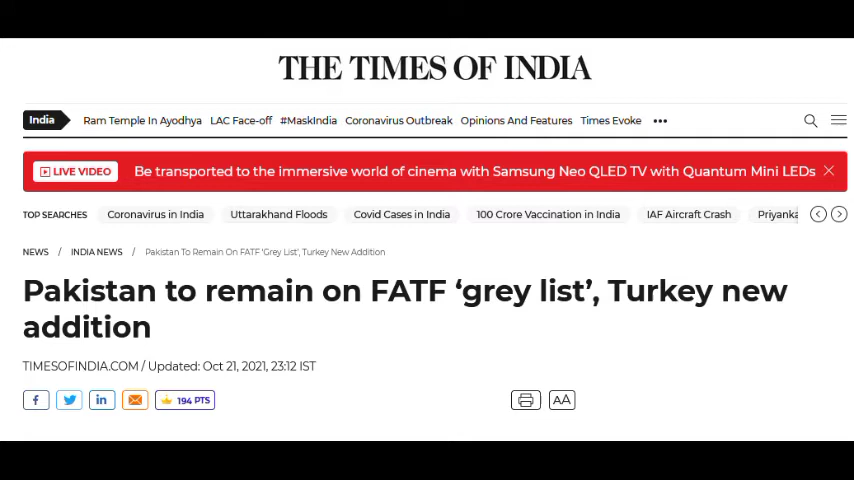 THE TIMES OF INDIA
India Ram Temple In Ayodhya LAC Face-off #MaskIndia Coronavirus Outbreak Opinions And Features Times Evoke •••
LIVE VIDEO Be transported to the immersive world of cinema with Samsung Neo QLED TV with Quantum Mini LEDs
TOP SEARCHES Coronavirus in India Uttarakhand Floods Covid Cases in India 100 Crore Vaccination in India IAF Aircraft Crash Priyanka
NEWS / INDIA NEWS / Pakistan To Remain On FATF 'Grey List', Turkey New Addition
Pakistan to remain on FATF ‘grey list’, Turkey new
addition
TIMESOFINDIA.COM / Updated: Oct 21, 2021, 23:12 IST
f in 194 PTS AA